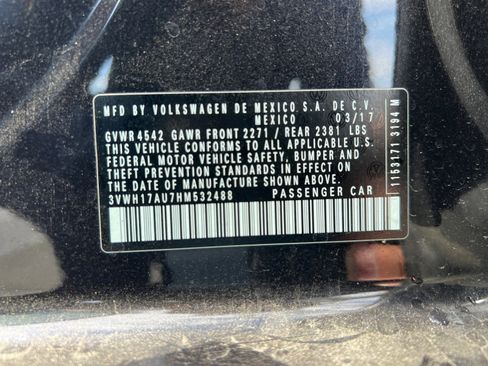 MFD BY VOLKSWAGEN DE MEXICO S.A. DE C.V.
MEXICO 03/17
GVWR 4542 GAWR FRONT 2271 / REAR 2381 LBS
THIS VEHICLE CONFORMS TO ALL APPLICABLE U.S.
FEDERAL MOTOR VEHICLE SAFETY, BUMPER AND
THEFT PREVENTION STANDARDS IN EFFECT ON THE
DATE OF MANUFACTURE SHOWN ABOVE
3VWH17AU7HM532488 PASSENGER CAR
1153171 3194 M